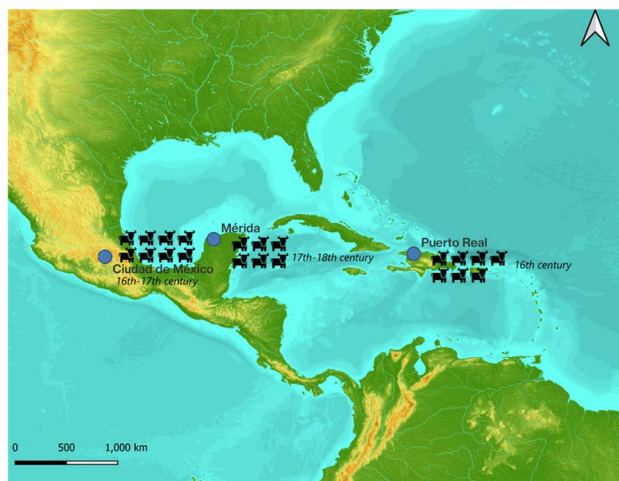 Mérida
17th-18th century
Puerto Real
16th century
Ciudad de México
16th-17th century
0 500 1,000 km